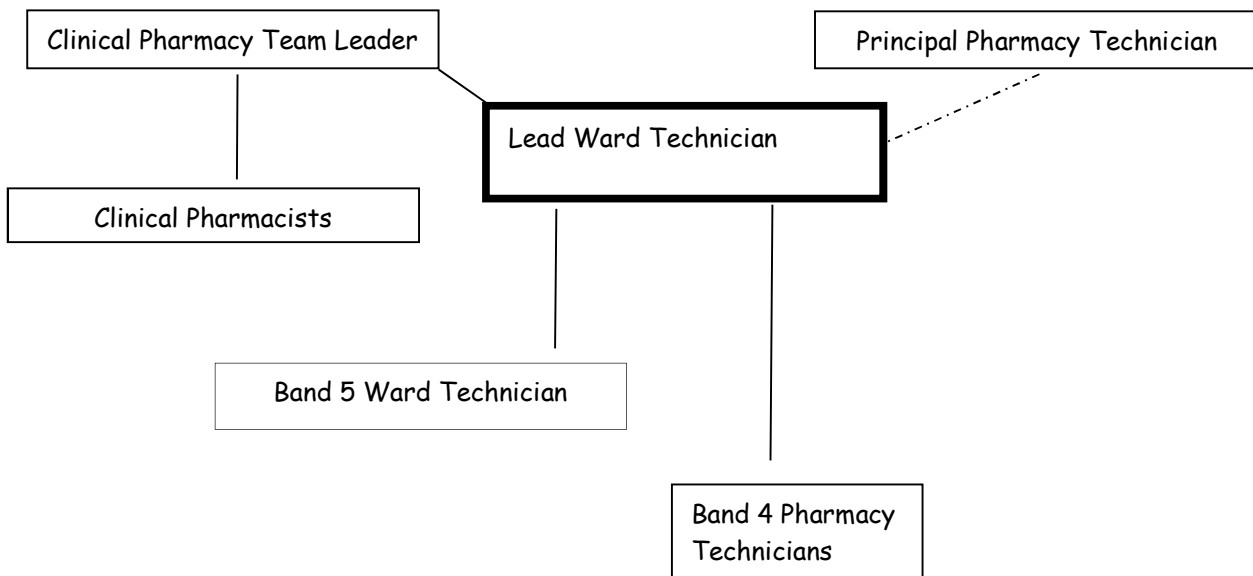 Clinical Pharmacy Team Leader
Principal Pharmacy Technician
Lead Ward Technician
Clinical Pharmacists
Band 5 Ward Technician
Band 4 Pharmacy
Technicians